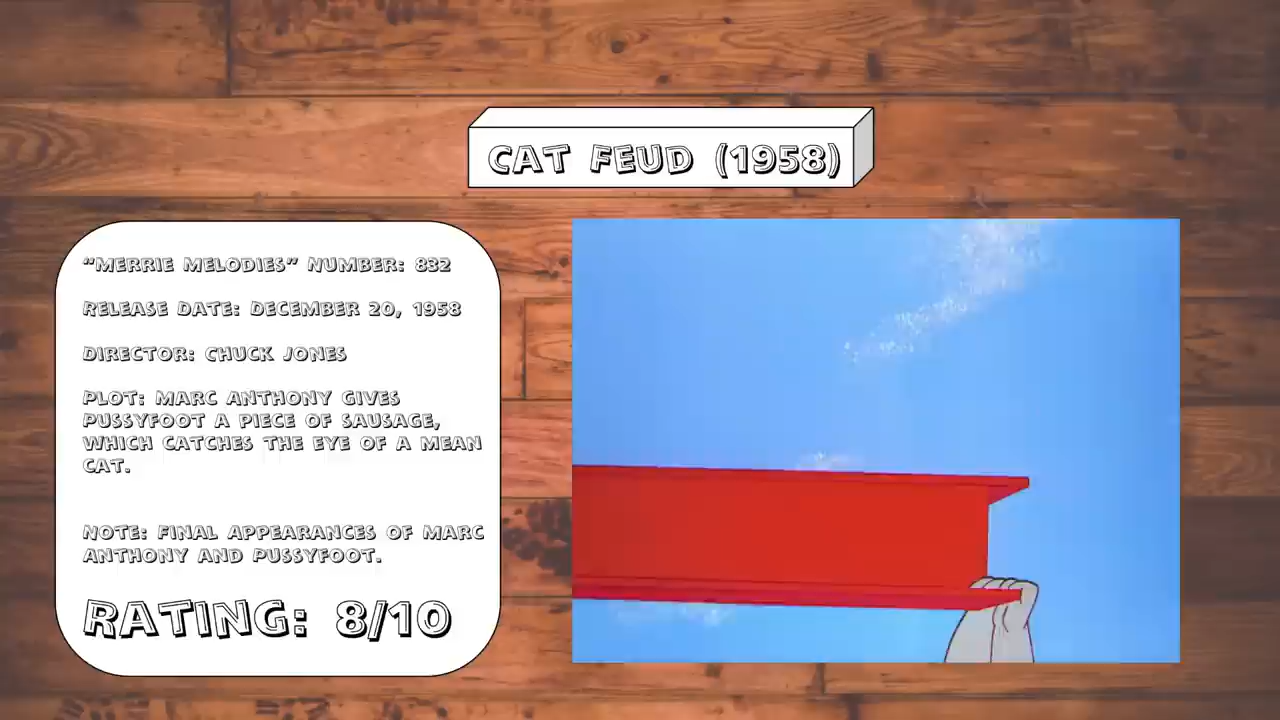 CAT FEUD (1958)
"MERRIE MELODIES" NUMBER: 832
RELEASE DATE: DECEMBER 20, 1958
DIRECTOR: CHUCK JONES
PLOT: MARC ANTHONY GIVES
PUSSYFOOT A PIECE OF SAUSAGE,
WHICH CATCHES THE EYE OF A MEAN
CAT.
NOTE: FINAL APPEARANCES OF MARC
ANTHONY AND PUSSYFOOT.
RATING: 8/10